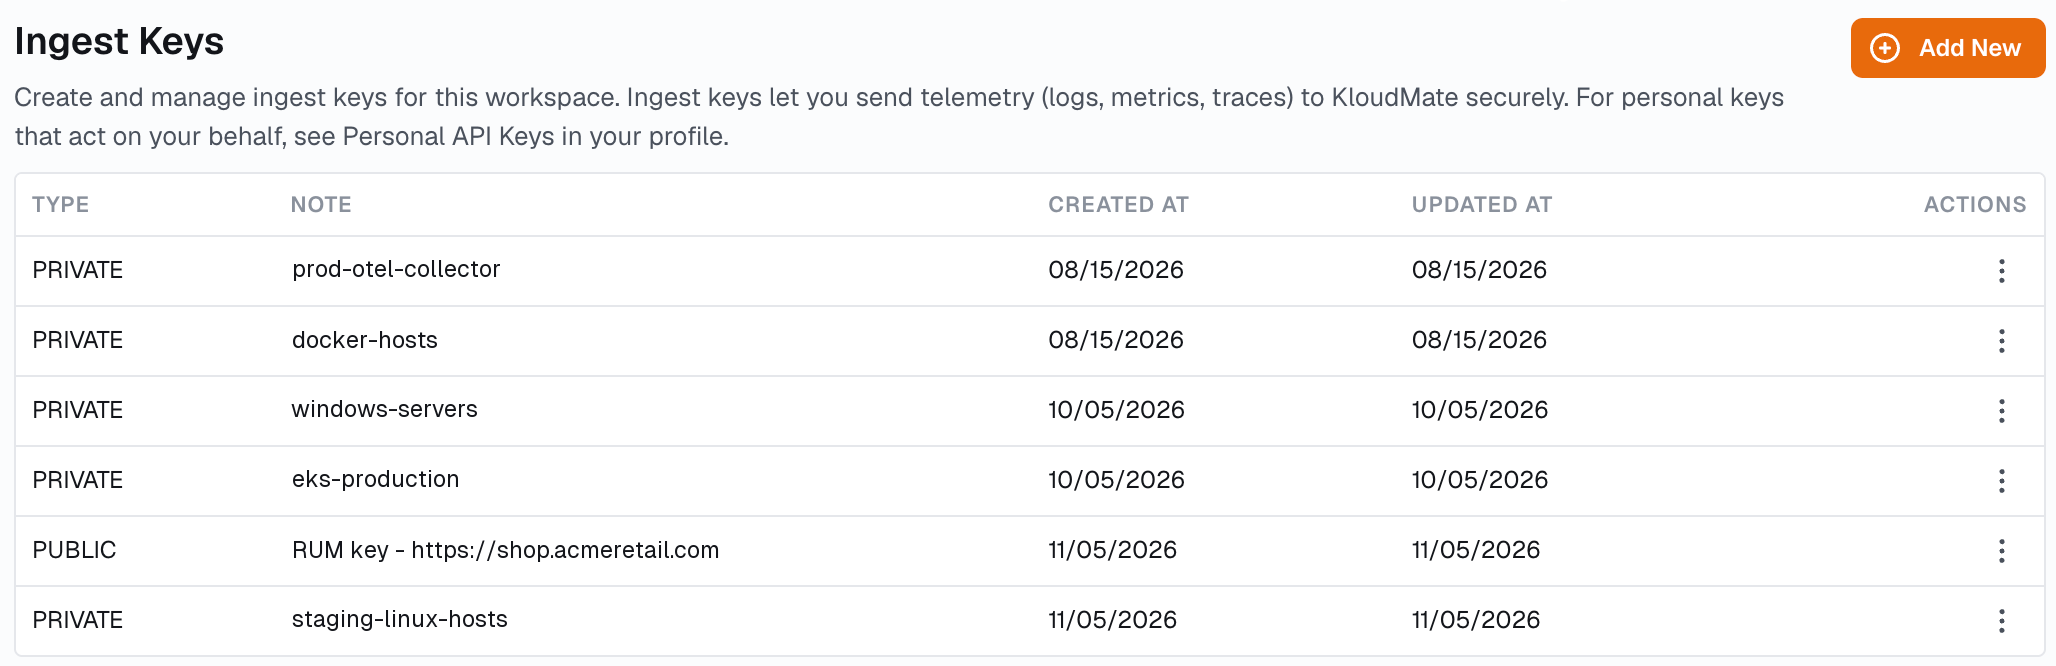 Ingest Keys
Add New
Create and manage ingest keys for this workspace. Ingest keys let you send telemetry (logs, metrics, traces) to KloudMate securely. For personal keys
that act on your behalf, see Personal API Keys in your profile.
TYPE NOTE CREATED AT UPDATED AT ACTIONS
PRIVATE prod-otel-collector 08/15/2026 08/15/2026
PRIVATE docker-hosts 08/15/2026 08/15/2026
PRIVATE windows-servers 10/05/2026 10/05/2026
PRIVATE eks-production 10/05/2026 10/05/2026
PUBLIC RUM key - https://shop.acmeretail.com 11/05/2026 11/05/2026
PRIVATE staging-linux-hosts 11/05/2026 11/05/2026